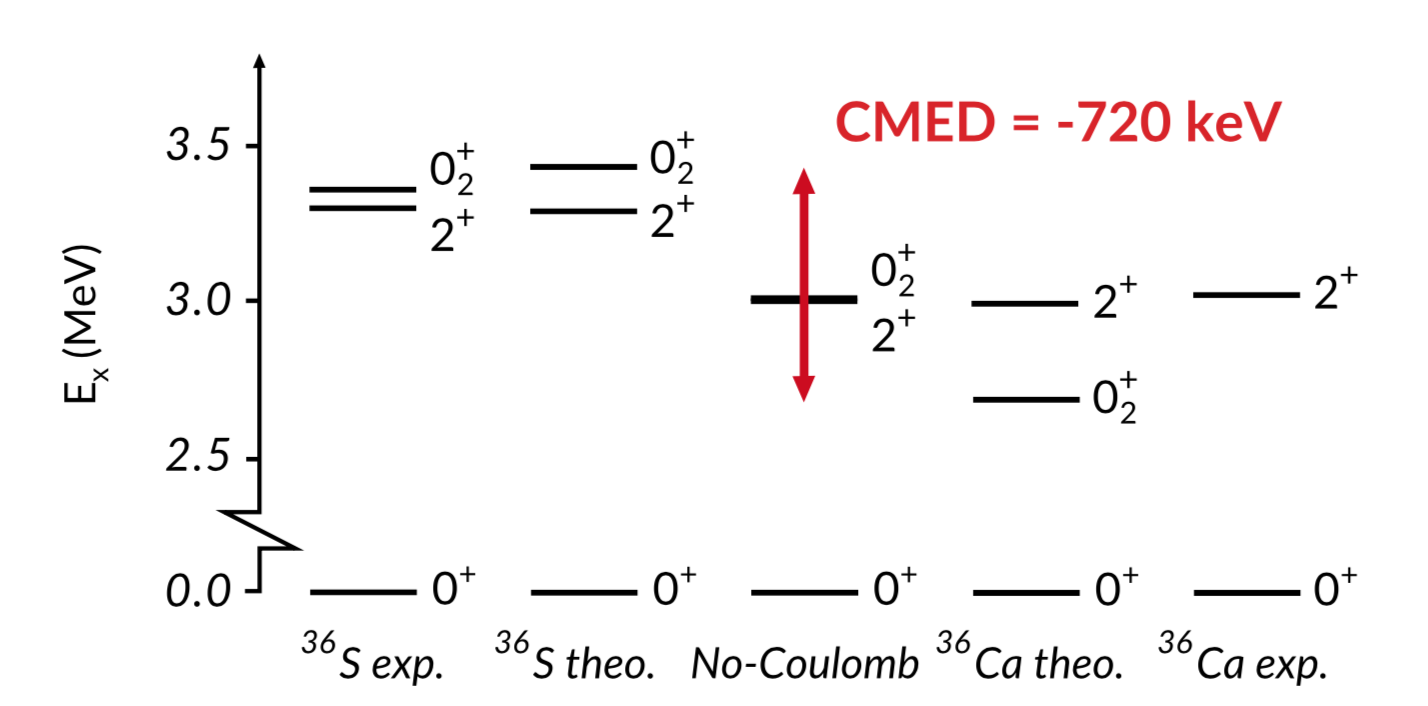 CMED = -720 keV
E_x (MeV)
3.5
3.0
2.5
0.0
0₂⁺
2⁺
0⁺
³⁶S exp.
0₂⁺
2⁺
0⁺
³⁶S theo.
0₂⁺
2⁺
0⁺
No-Coulomb
2⁺
0₂⁺
0⁺
³⁶Ca theo.
2⁺
0⁺
³⁶Ca exp.